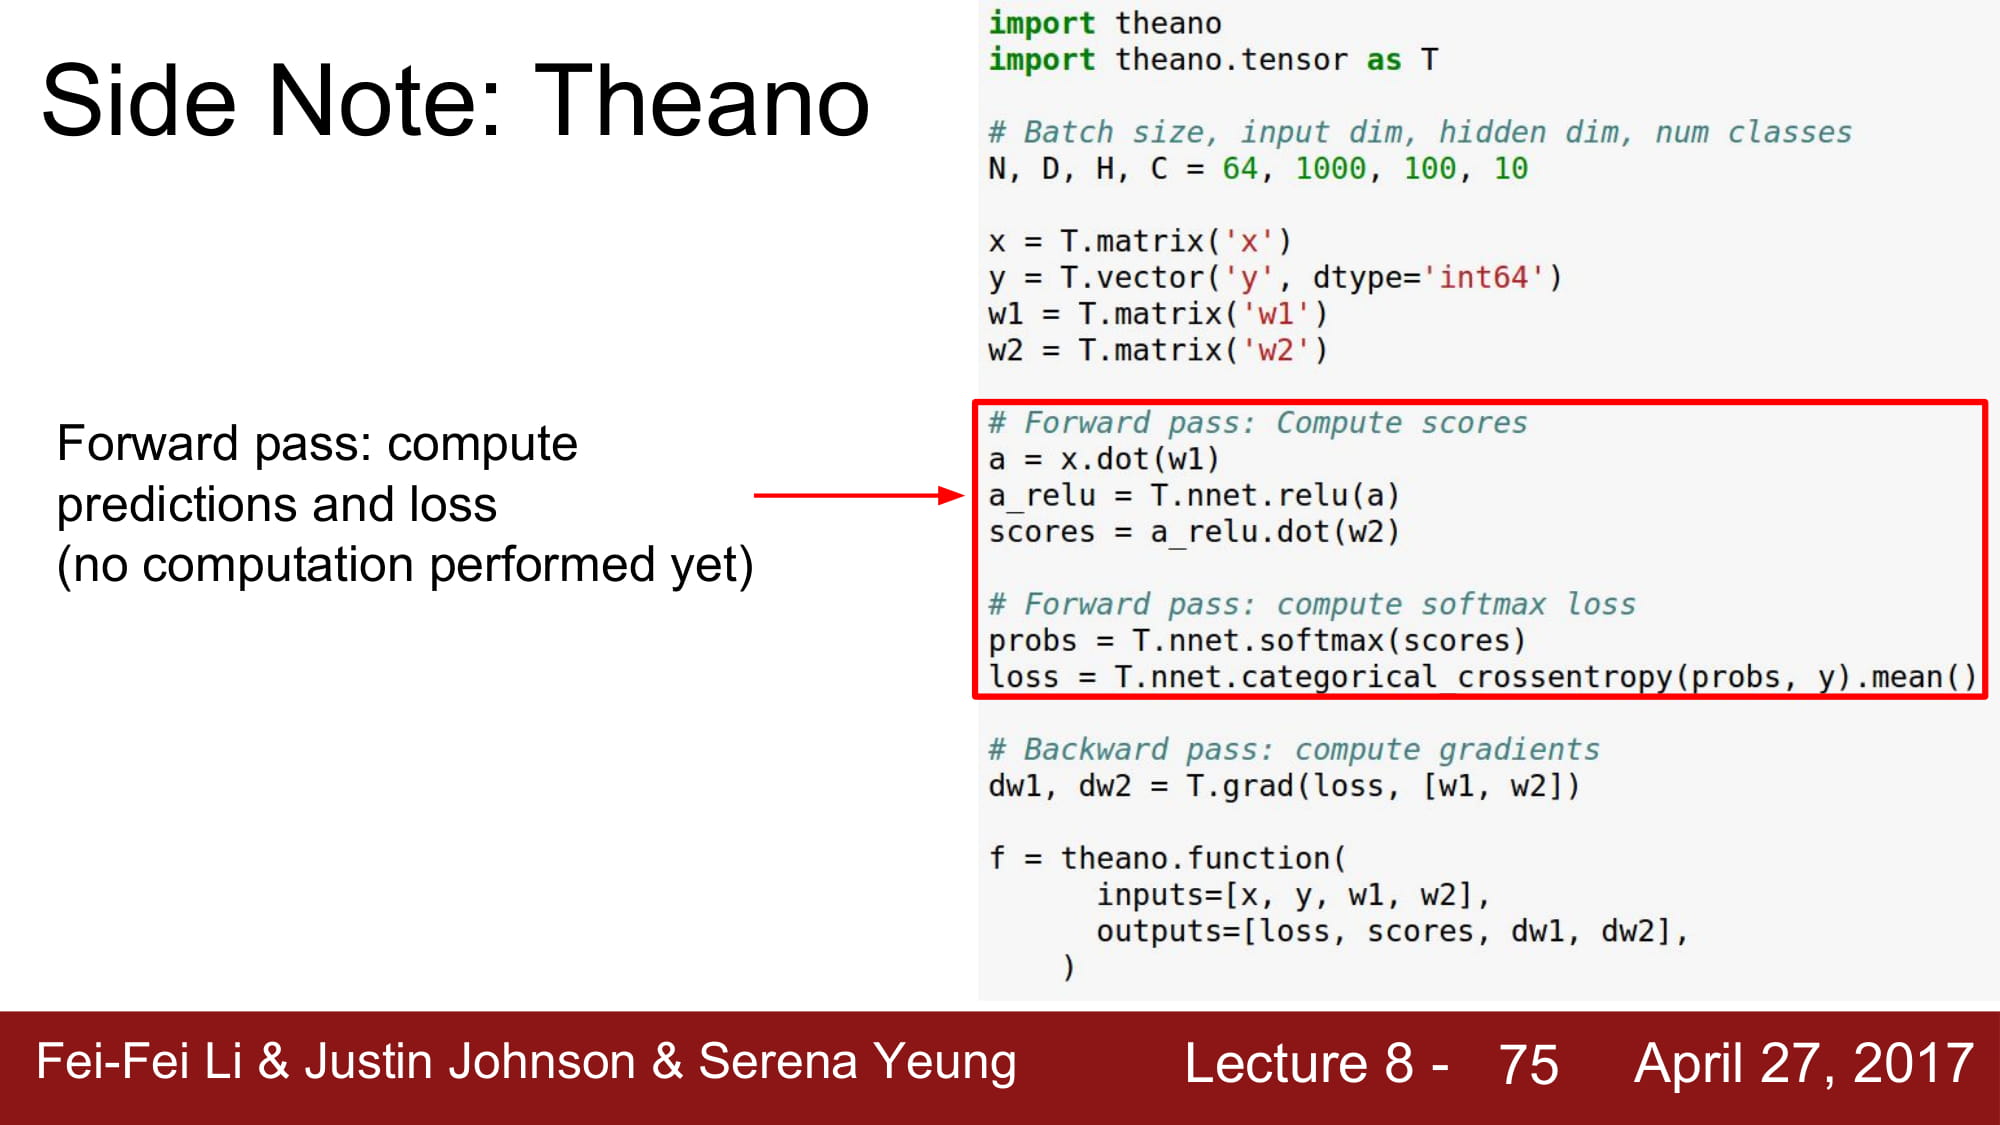 Side Note: Theano
Forward pass: compute
predictions and loss
(no computation performed yet)
import theano
import theano.tensor as T
# Batch size, input dim, hidden dim, num classes
N, D, H, C = 64, 1000, 100, 10
x = T.matrix('x')
y = T.vector('y', dtype='int64')
w1 = T.matrix('w1')
w2 = T.matrix('w2')
# Forward pass: Compute scores
a = x.dot(w1)
a_relu = T.nnet.relu(a)
scores = a_relu.dot(w2)
# Forward pass: compute softmax loss
probs = T.nnet.softmax(scores)
loss = T.nnet.categorical_crossentropy(probs, y).mean()
# Backward pass: compute gradients
dw1, dw2 = T.grad(loss, [w1, w2])
f = theano.function(
      inputs=[x, y, w1, w2],
      outputs=[loss, scores, dw1, dw2],
    )
Fei-Fei Li & Justin Johnson & Serena Yeung
Lecture 8 - 75
April 27, 2017